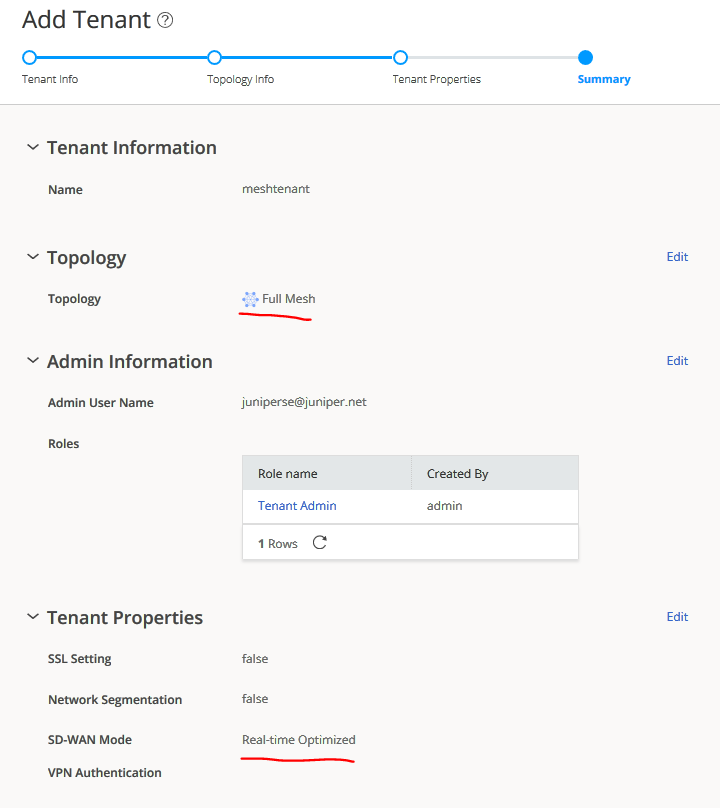 Add Tenant ?
Tenant Info Topology Info Tenant Properties Summary
Tenant Information
Name meshtenant
Topology Edit
Topology Full Mesh
Admin Information Edit
Admin User Name juniperse@juniper.net
Roles
Role name Created By
Tenant Admin admin
1 Rows
Tenant Properties Edit
SSL Setting false
Network Segmentation false
SD-WAN Mode Real-time Optimized
VPN Authentication